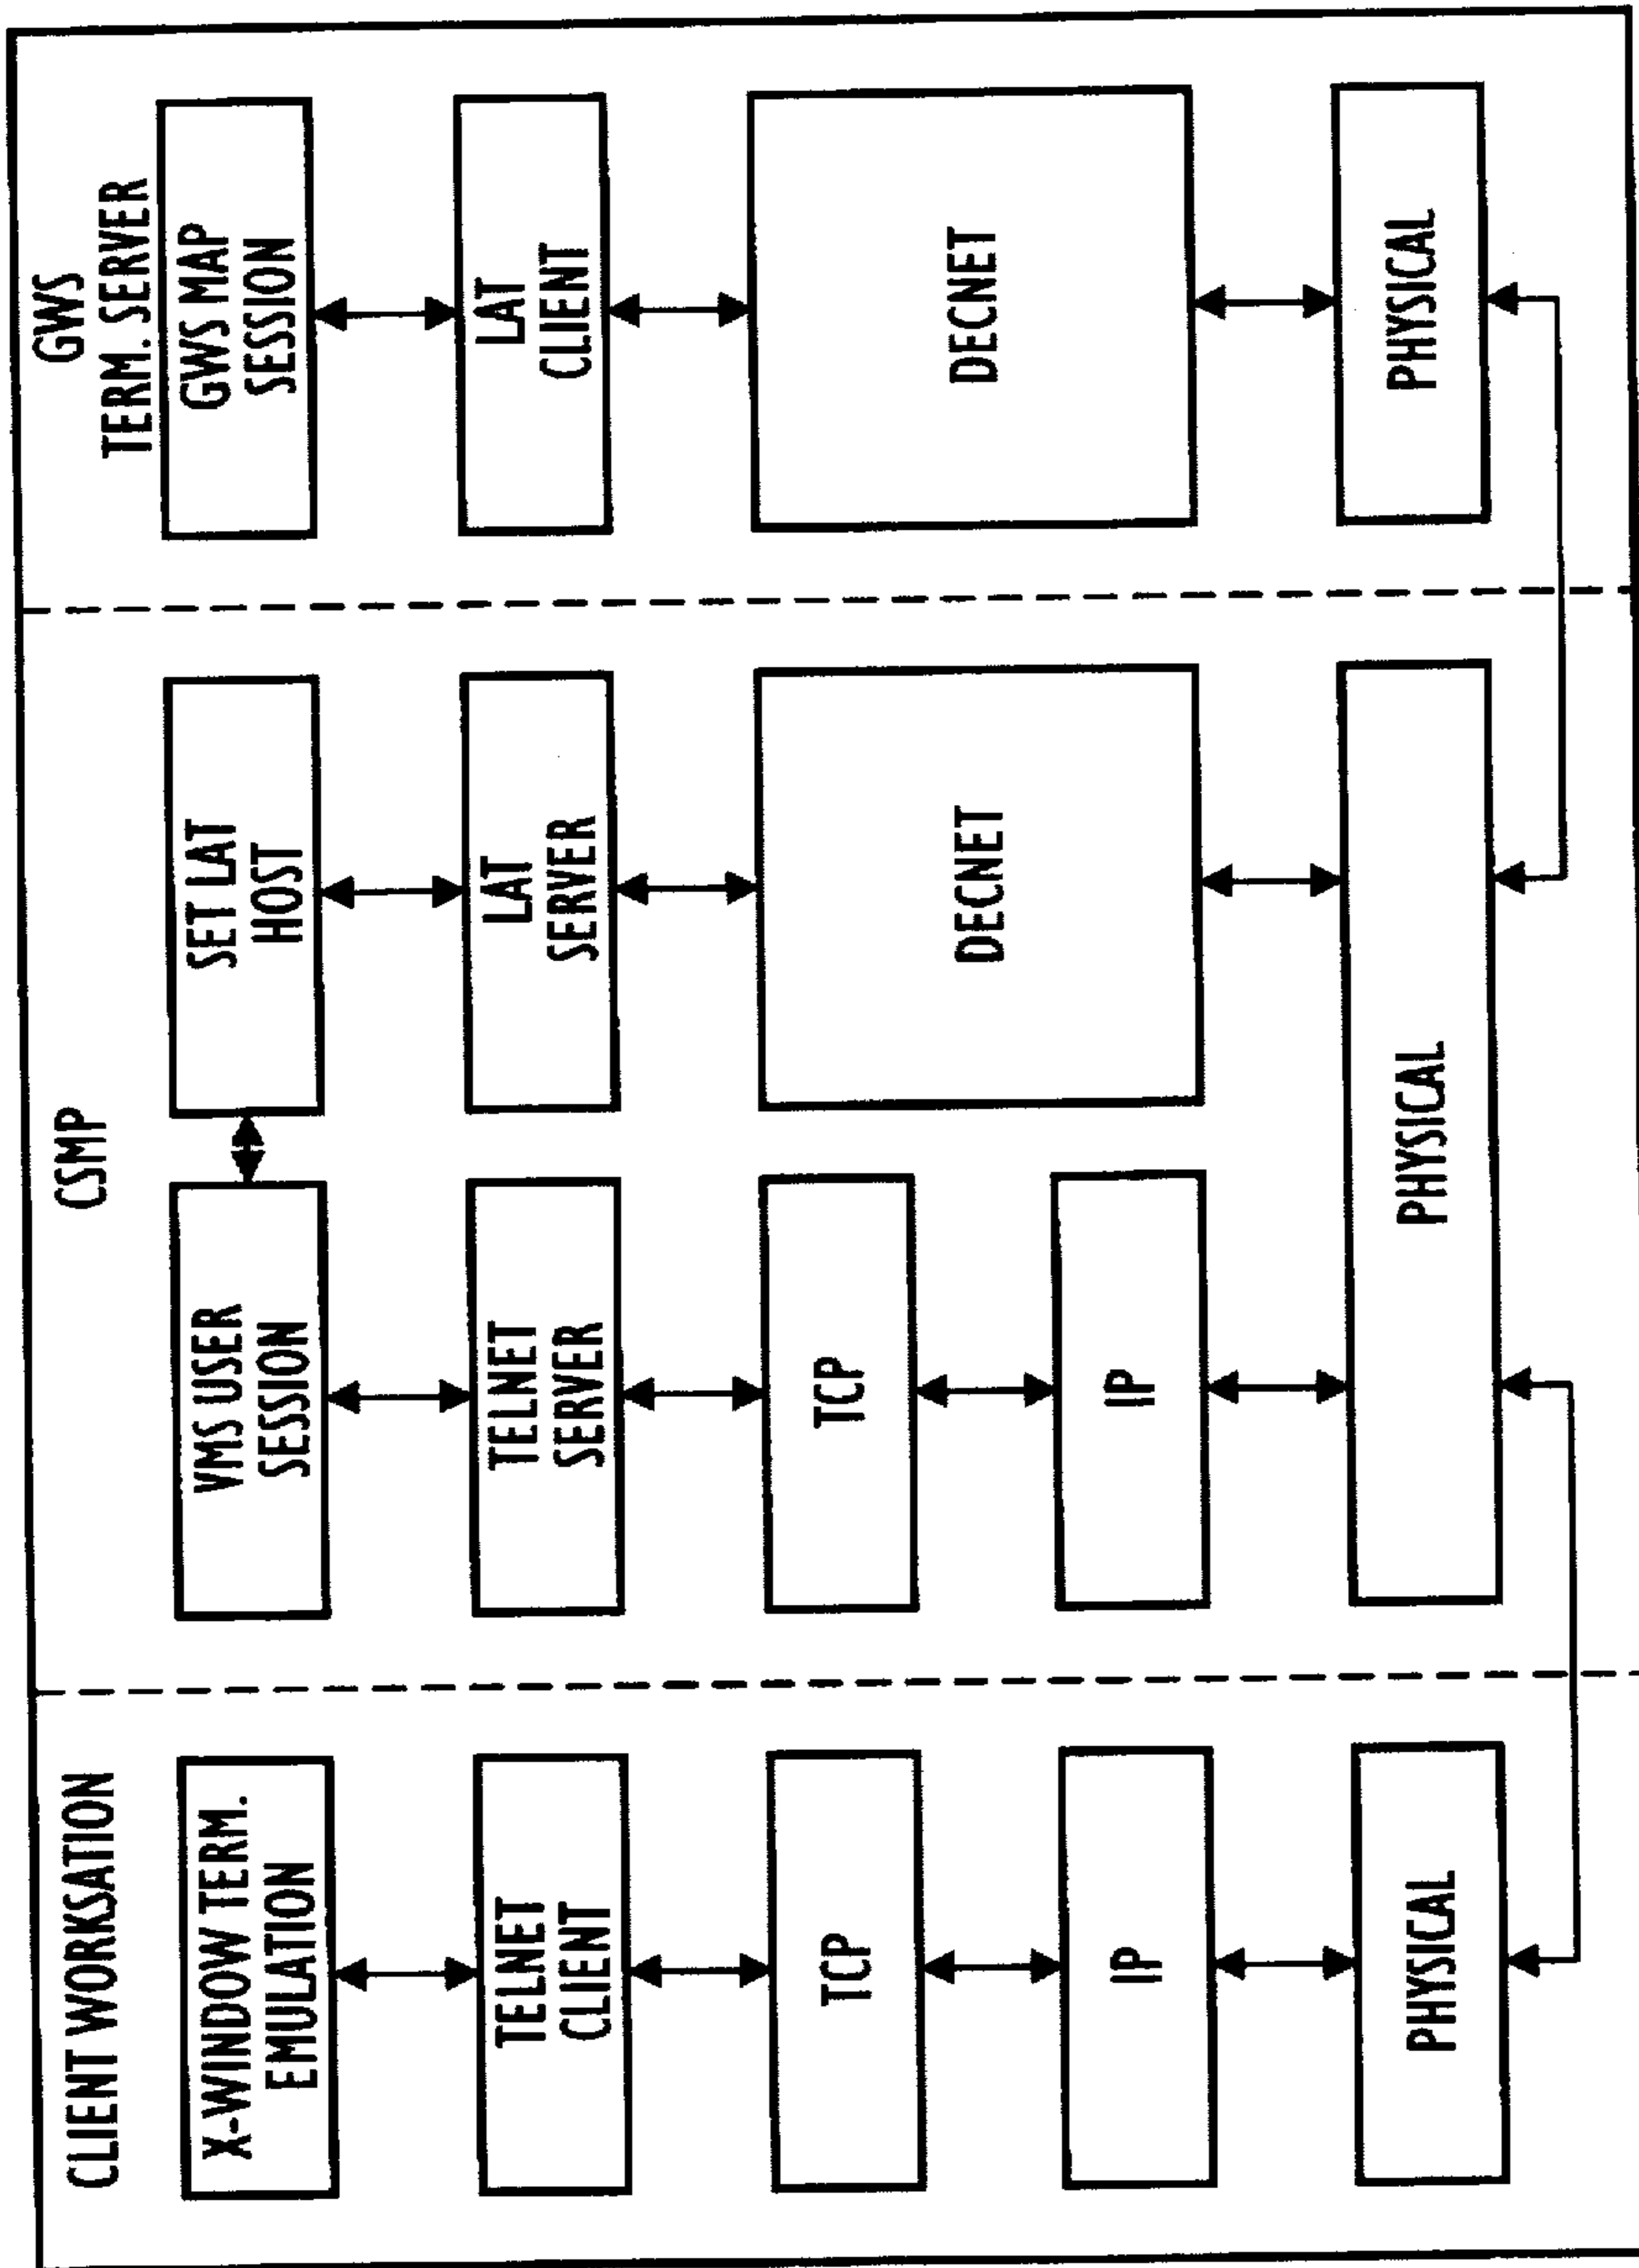 CLIENT WORKSATION
X-WINDOW TERM.
EMULATION
TELNET
CLIENT
TCP
IP
PHYSICAL
CSMP
VMS USER
SESSION
TELNET
SERVER
TCP
IP
SET LAT
HOST
LAT
SERVER
DECNET
PHYSICAL
GWS
TERM. SERVER
GWS MAP
SESSION
LAT
CLIENT
DECNET
PHYSICAL